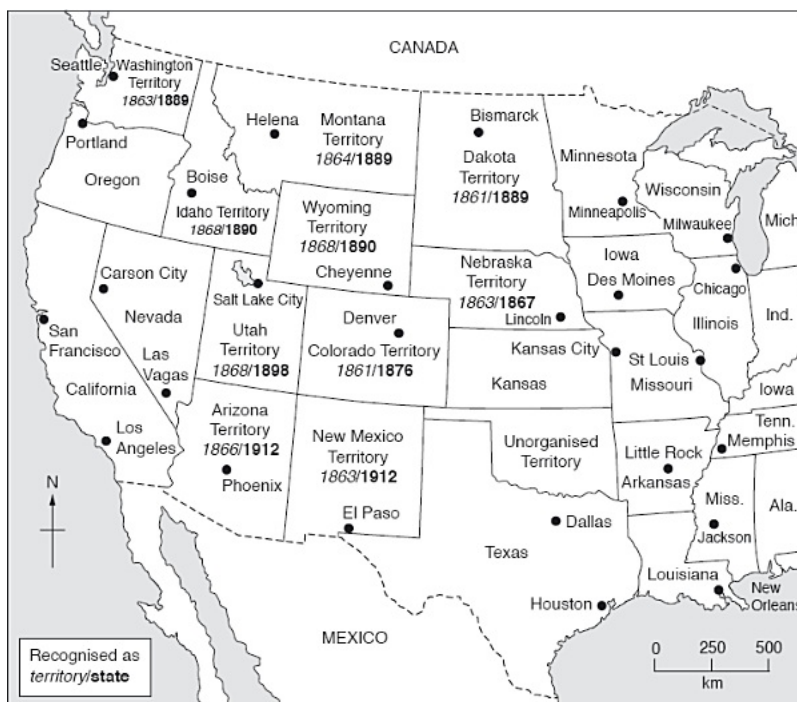 CANADA
Seattle
Washington
Territory
1863/1889
Portland
Oregon
Helena
Montana
Territory
1864/1889
Boise
Idaho Territory
1868/1890
Wyoming
Territory
1868/1890
Cheyenne
Bismarck
Dakota
Territory
1861/1889
Minnesota
Minneapolis
Wisconsin
Milwaukee
Mich
Nebraska
Territory
1863/1867
Lincoln
Iowa
Des Moines
Chicago
Illinois
Ind.
Carson City
Nevada
Las
Vagas
San
Francisco
California
Los
Angeles
Salt Lake City
Utah
Territory
1868/1898
Denver
Colorado Territory
1861/1876
Kansas City
Kansas
St Louis
Missouri
Iowa
Tenn.
Memphis
Arizona
Territory
1866/1912
Phoenix
New Mexico
Territory
1863/1912
El Paso
Unorganised
Territory
Little Rock
Arkansas
Miss.
Jackson
Ala.
Dallas
Texas
Houston
Louisiana
New
Orleans
N
MEXICO
Recognised as
territory/state
0 250 500
km